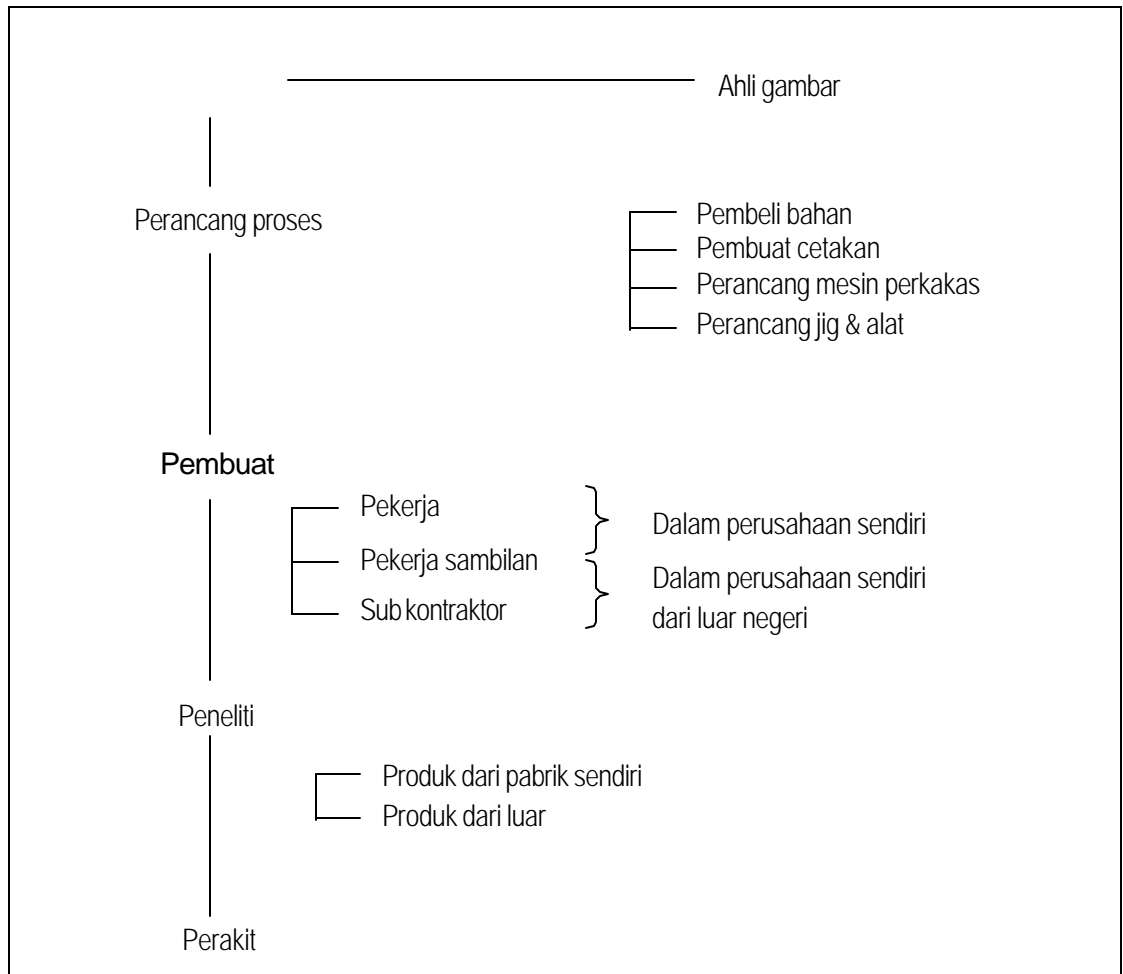 Ahli gambar
Perancang proses
Pembeli bahan
Pembuat cetakan
Perancang mesin perkakas
Perancang jig & alat
Pembuat
Pekerja
Pekerja sambilan
Sub kontraktor
Dalam perusahaan sendiri
Dalam perusahaan sendiri
dari luar negeri
Peneliti
Produk dari pabrik sendiri
Produk dari luar
Perakit